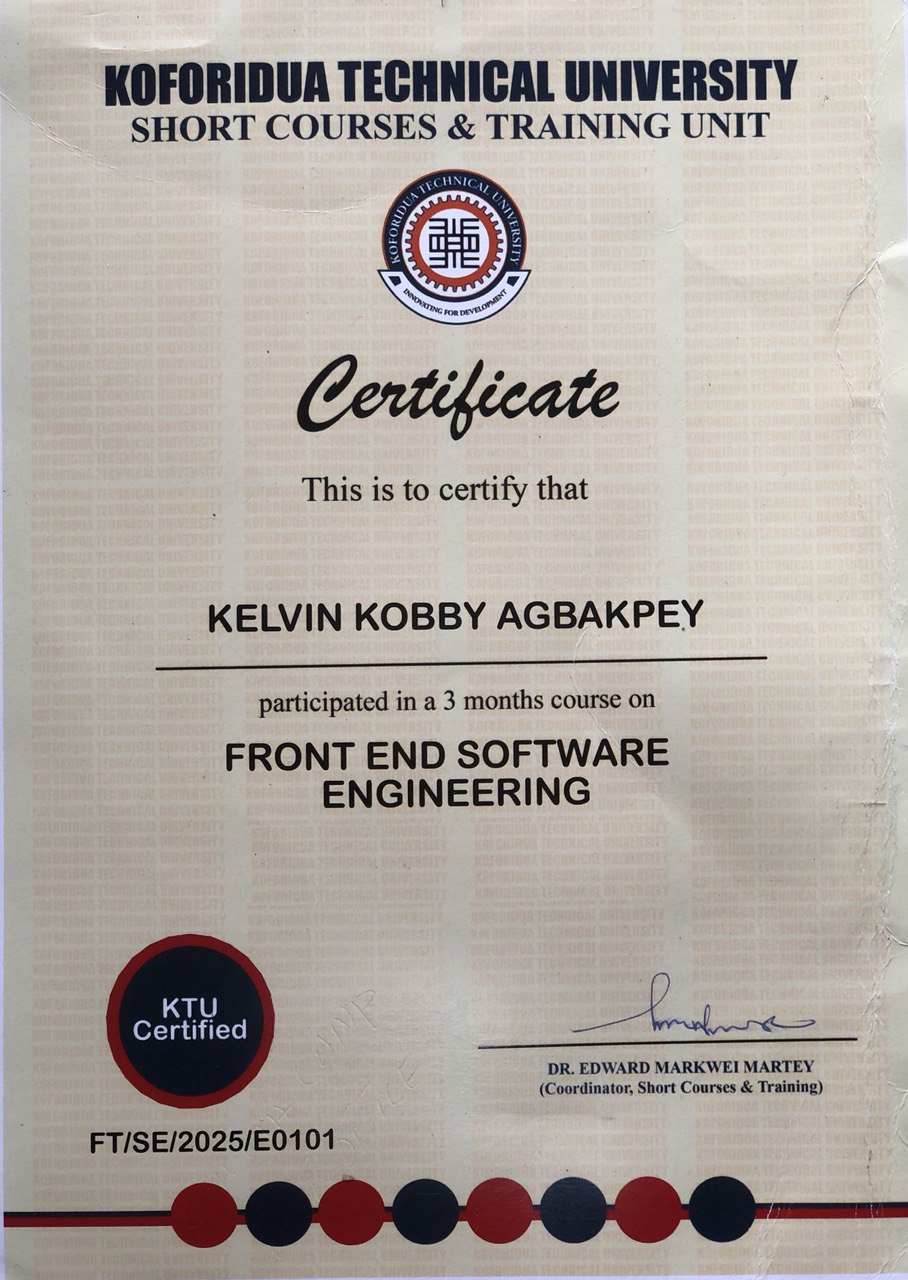 KOFORIDUA TECHNICAL UNIVERSITY
SHORT COURSES & TRAINING UNIT
KOFORIDUA TECHNICAL UNIVERSITY
INNOVATING FOR DEVELOPMENT
Certificate
This is to certify that
KELVIN KOBBY AGBAKPEY
participated in a 3 months course on
FRONT END SOFTWARE
ENGINEERING
KTU
Certified
DR. EDWARD MARKWEI MARTEY
(Coordinator, Short Courses & Training)
FT/SE/2025/E0101